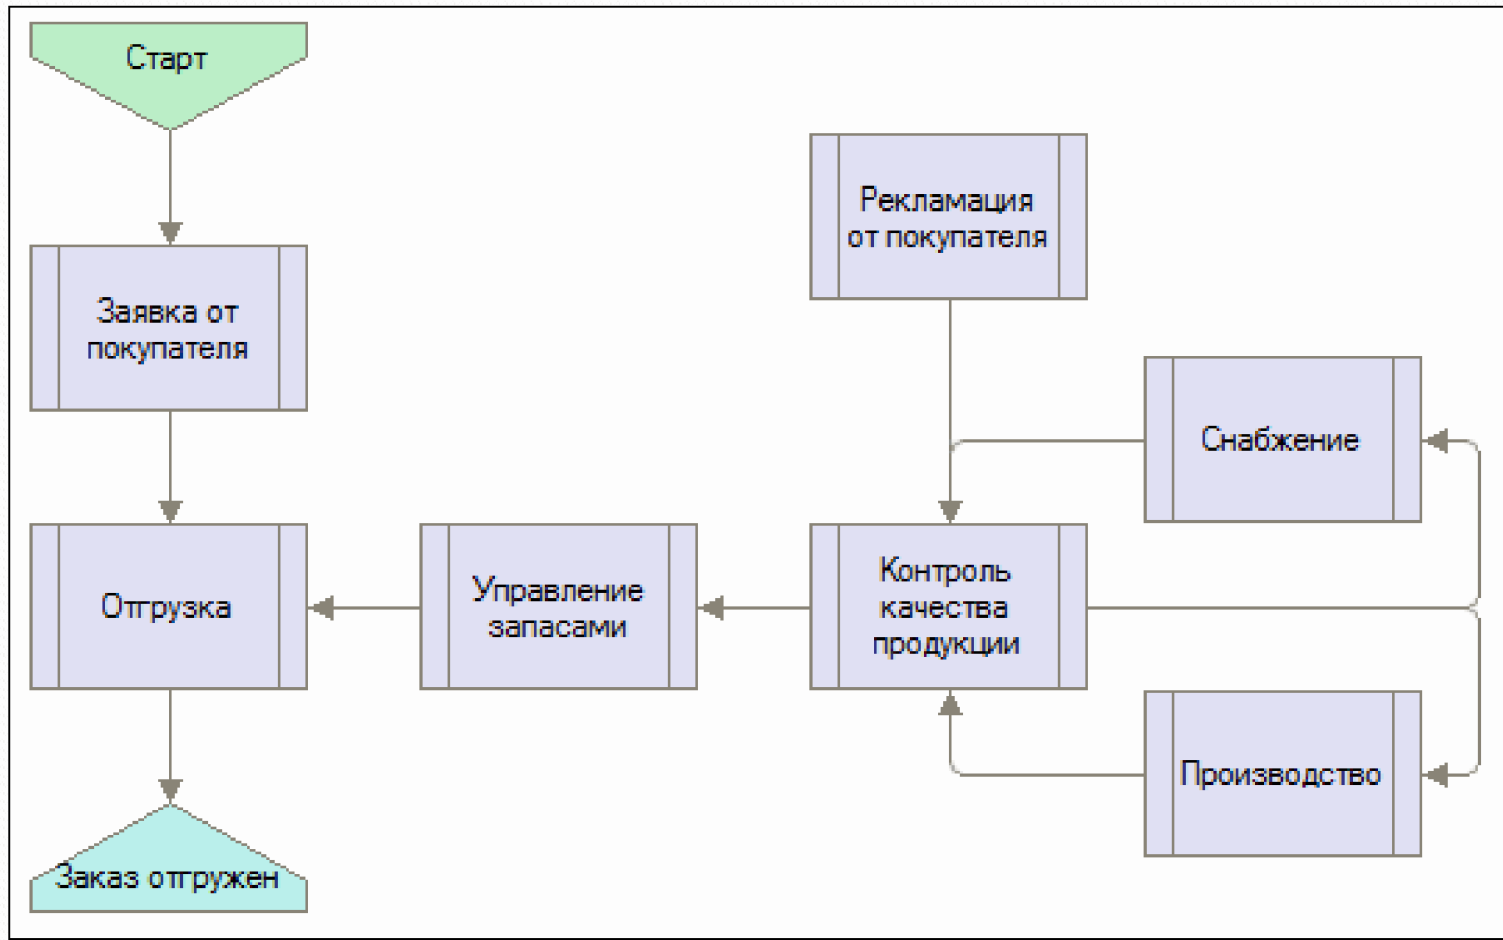 Старт
Рекламация
от покупателя
Заявка от
покупателя
Снабжение
Отгрузка
Управление
запасами
Контроль
качества
продукции
Производство
Заказ отгружен